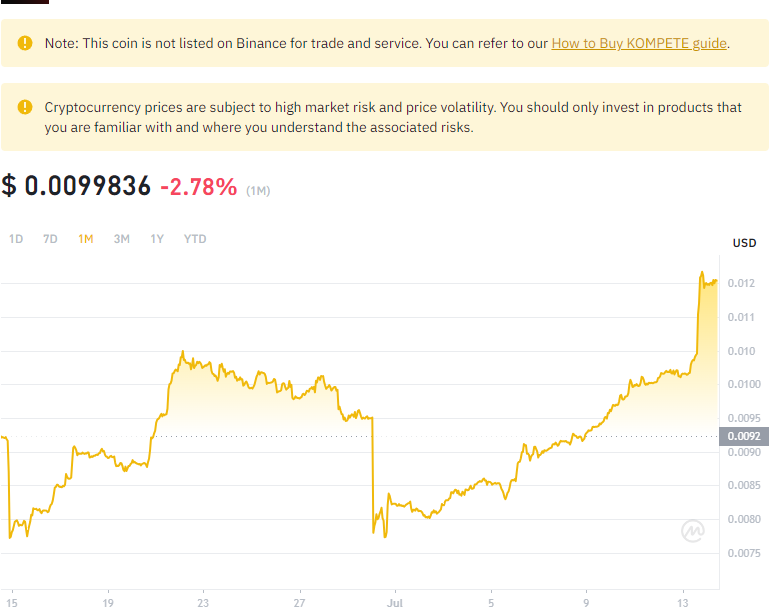 Note: This coin is not listed on Binance for trade and service. You can refer to our How to Buy KOMPETE guide.
Cryptocurrency prices are subject to high market risk and price volatility. You should only invest in products that
you are familiar with and where you understand the associated risks.
$ 0.0099836 -2.78% (1M)
1D 7D 1M 3M 1Y YTD
USD
0.012
0.011
0.010
0.0100
0.0095
0.0092
0.0090
0.0085
0.0080
0.0075
15 19 23 27 Jul 5 9 13